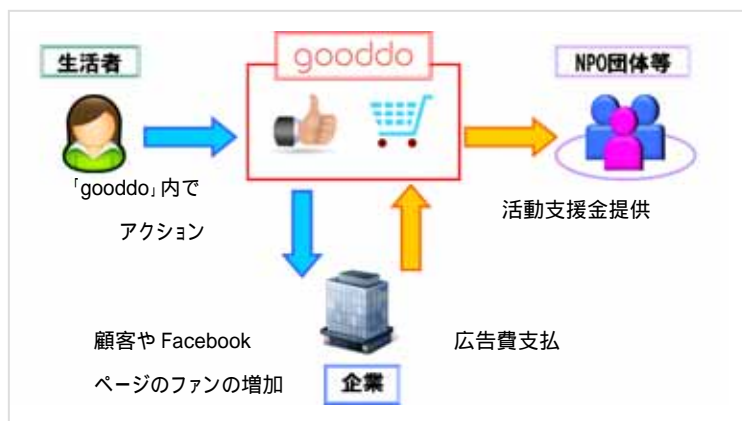 生活者
gooddo
NPO団体等
「gooddo」内で
アクション
活動支援金提供
顧客や Facebook
ページのファンの増加
広告費支払
企業